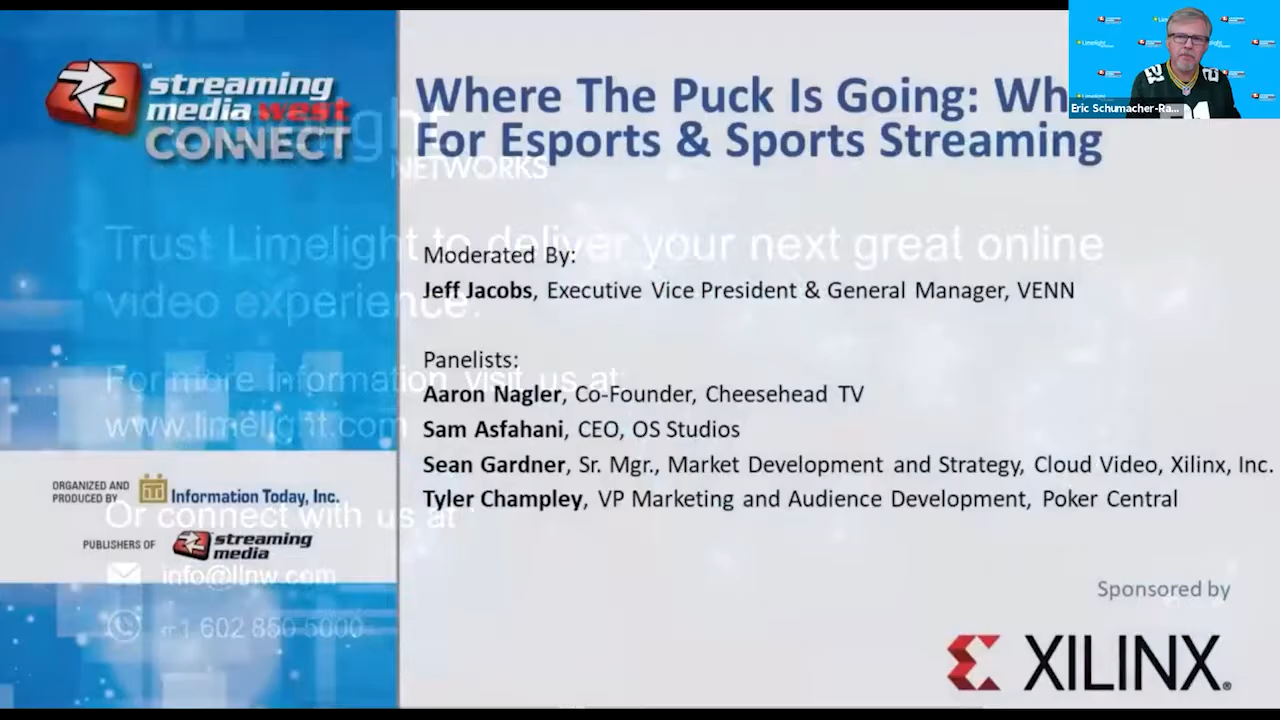 streaming
media west
CONNECT
Where The Puck Is Going: Wh
For Esports & Sports Streaming
Eric Schumacher-Ra...
NETWORKS
Trust Limelight to deliver your next great online
video experience.
Moderated By:
Jeff Jacobs, Executive Vice President & General Manager, VENN
Panelists:
For more information visit us at:
Aaron Nagler, Co-Founder, Cheesehead TV
www.limelight.com
Sam Asfahani, CEO, OS Studios
Sean Gardner, Sr. Mgr., Market Development and Strategy, Cloud Video, Xilinx, Inc.
Tyler Champley, VP Marketing and Audience Development, Poker Central
ORGANIZED AND
PRODUCED BY
Information Today, Inc.
Or connect with us at
PUBLISHERS OF
streaming
media
info@llnw.com
+1 602 850 5000
Sponsored by
XILINX